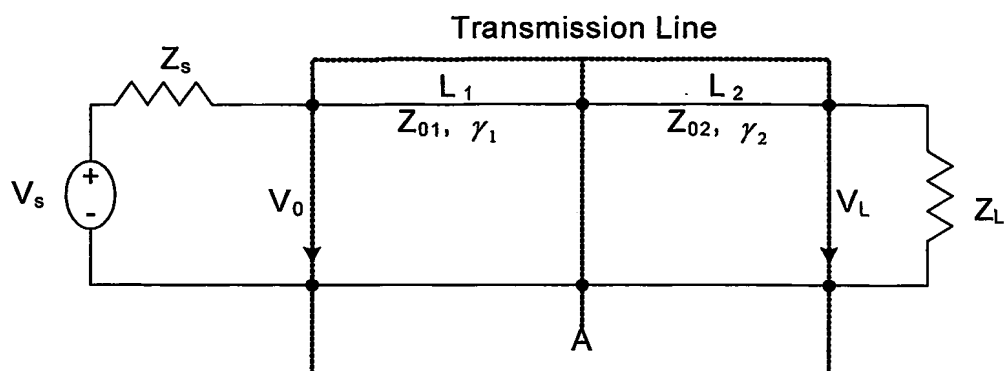 Transmission Line
Zs
L1
L2
Z01, γ1
Z02, γ2
Vs
+
-
V0
VL
ZL
A